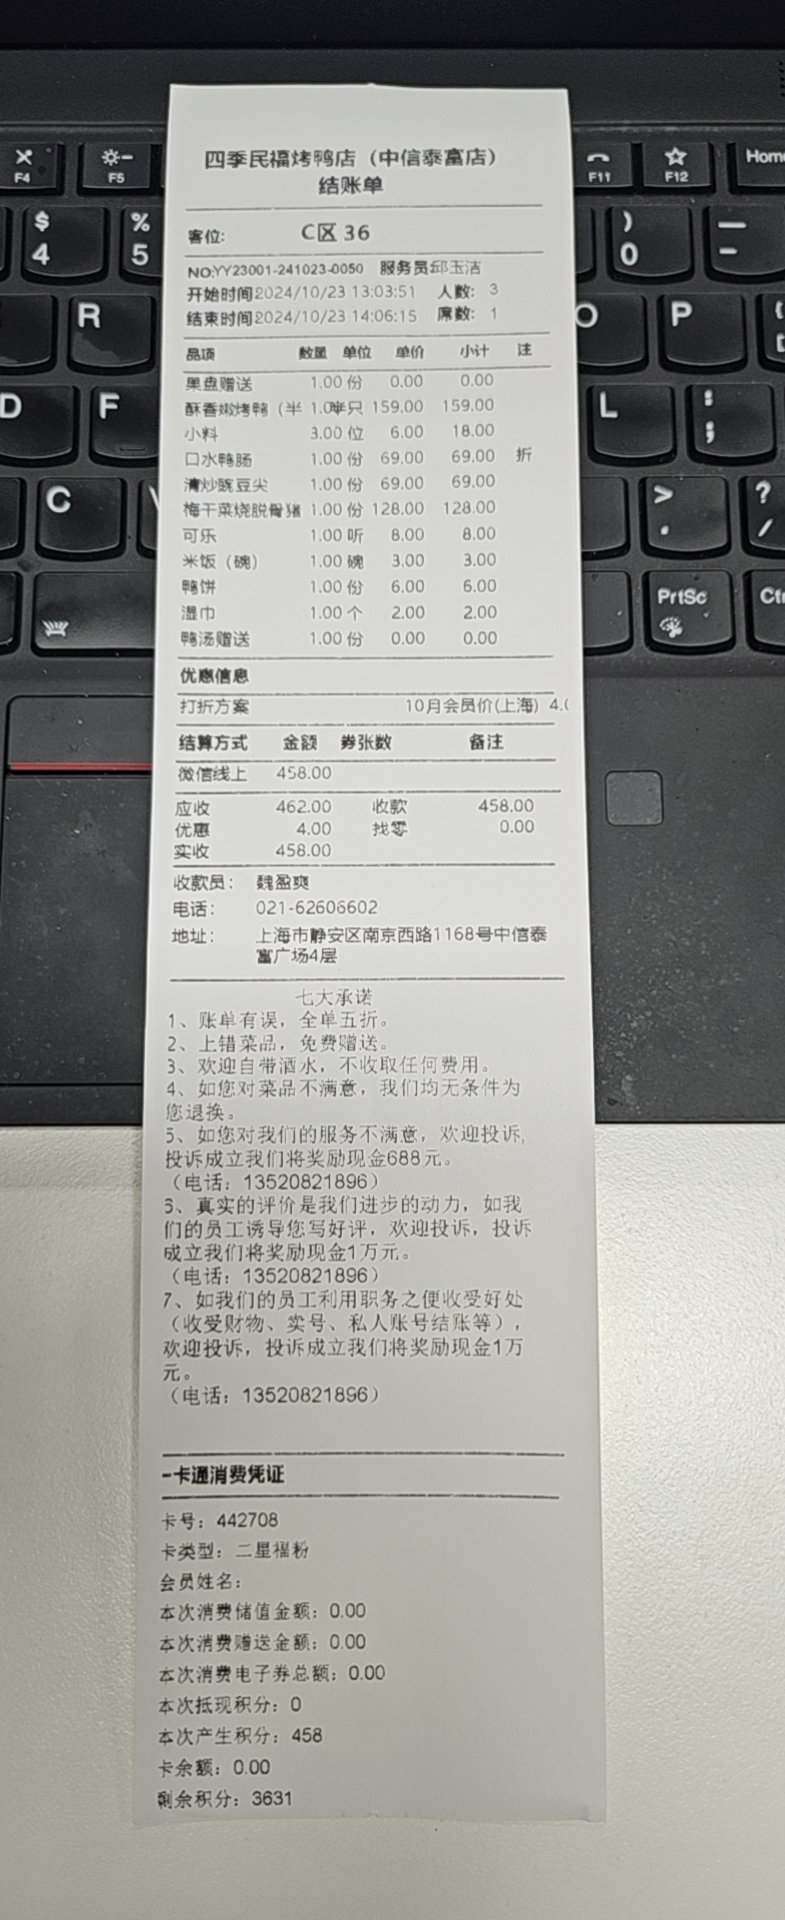 四季民福烤鸭店（中信泰富店）
结账单
客位: C区 36
NO:YY23001-241023-0050 服务员:邱玉洁
开始时间2024/10/23 13:03:51 人数: 3
结束时间2024/10/23 14:06:15 席数: 1
品项 数量 单位 单价 小计 注
果盘赠送 1.00 份 0.00 0.00
酥香嫩烤鸭（半 1.00半只 159.00 159.00
小料 3.00 位 6.00 18.00
口水鸭肠 1.00 份 69.00 69.00 折
清炒豌豆尖 1.00 份 69.00 69.00
梅干菜烧脱骨猪 1.00 份 128.00 128.00
可乐 1.00 听 8.00 8.00
米饭（碗） 1.00 碗 3.00 3.00
鸭饼 1.00 份 6.00 6.00
湿巾 1.00 个 2.00 2.00
鸭汤赠送 1.00 份 0.00 0.00
优惠信息
打折方案 10月会员价(上海) 4.0
结算方式 金额 券张数 备注
微信线上 458.00
应收 462.00 收款 458.00
优惠 4.00 找零 0.00
实收 458.00
收款员: 魏盈爽
电话: 021-62606602
地址: 上海市静安区南京西路1168号中信泰
富广场4层
七大承诺
1、账单有误，全单五折。
2、上错菜品，免费赠送。
3、欢迎自带酒水，不收取任何费用。
4、如您对菜品不满意，我们均无条件为
您退换。
5、如您对我们的服务不满意，欢迎投诉,
投诉成立我们将奖励现金688元。
（电话：13520821896）
6、真实的评价是我们进步的动力，如我
们的员工诱导您写好评，欢迎投诉，投诉
成立我们将奖励现金1万元。
（电话：13520821896）
7、如我们的员工利用职务之便收受好处
（收受财物、卖号、私人账号结账等），
欢迎投诉，投诉成立我们将奖励现金1万
元。
（电话：13520821896）
一卡通消费凭证
卡号：442708
卡类型：二星福粉
会员姓名：
本次消费储值金额：0.00
本次消费赠送金额：0.00
本次消费电子券总额：0.00
本次抵现积分：0
本次产生积分：458
卡余额：0.00
剩余积分：3631
F4
F5
F11
F12
Home
$
4
%
5
)
0
R
O
P
D
F
L
:
;
C
>
.
?
/
PrtSc
Ctr